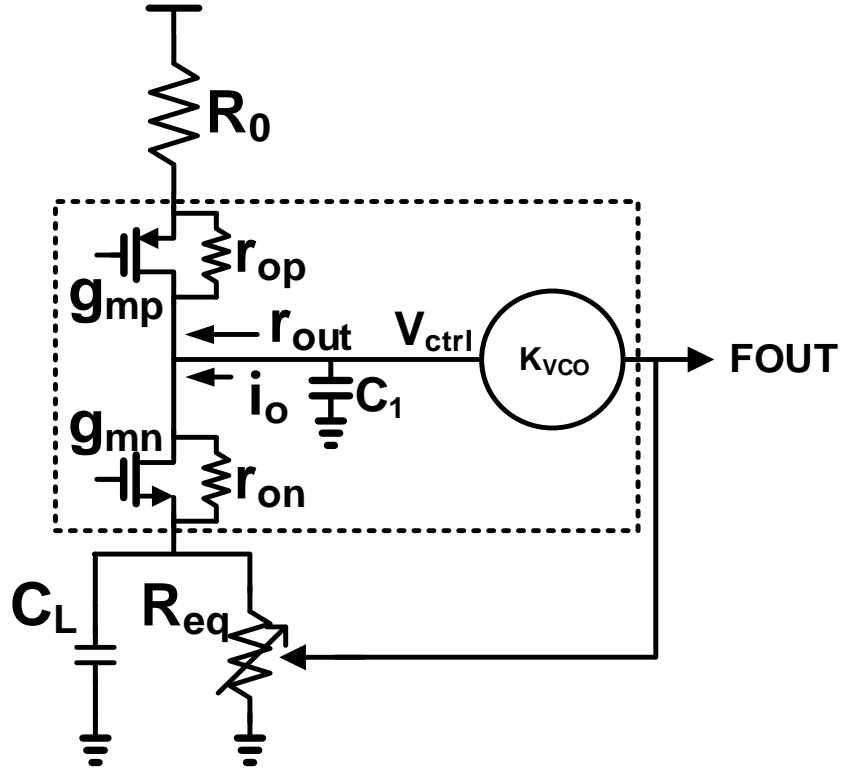 R0
rop
gmp
rout
Vctrl
KVCO
FOUT
io
C1
gmn
ron
CL
Req